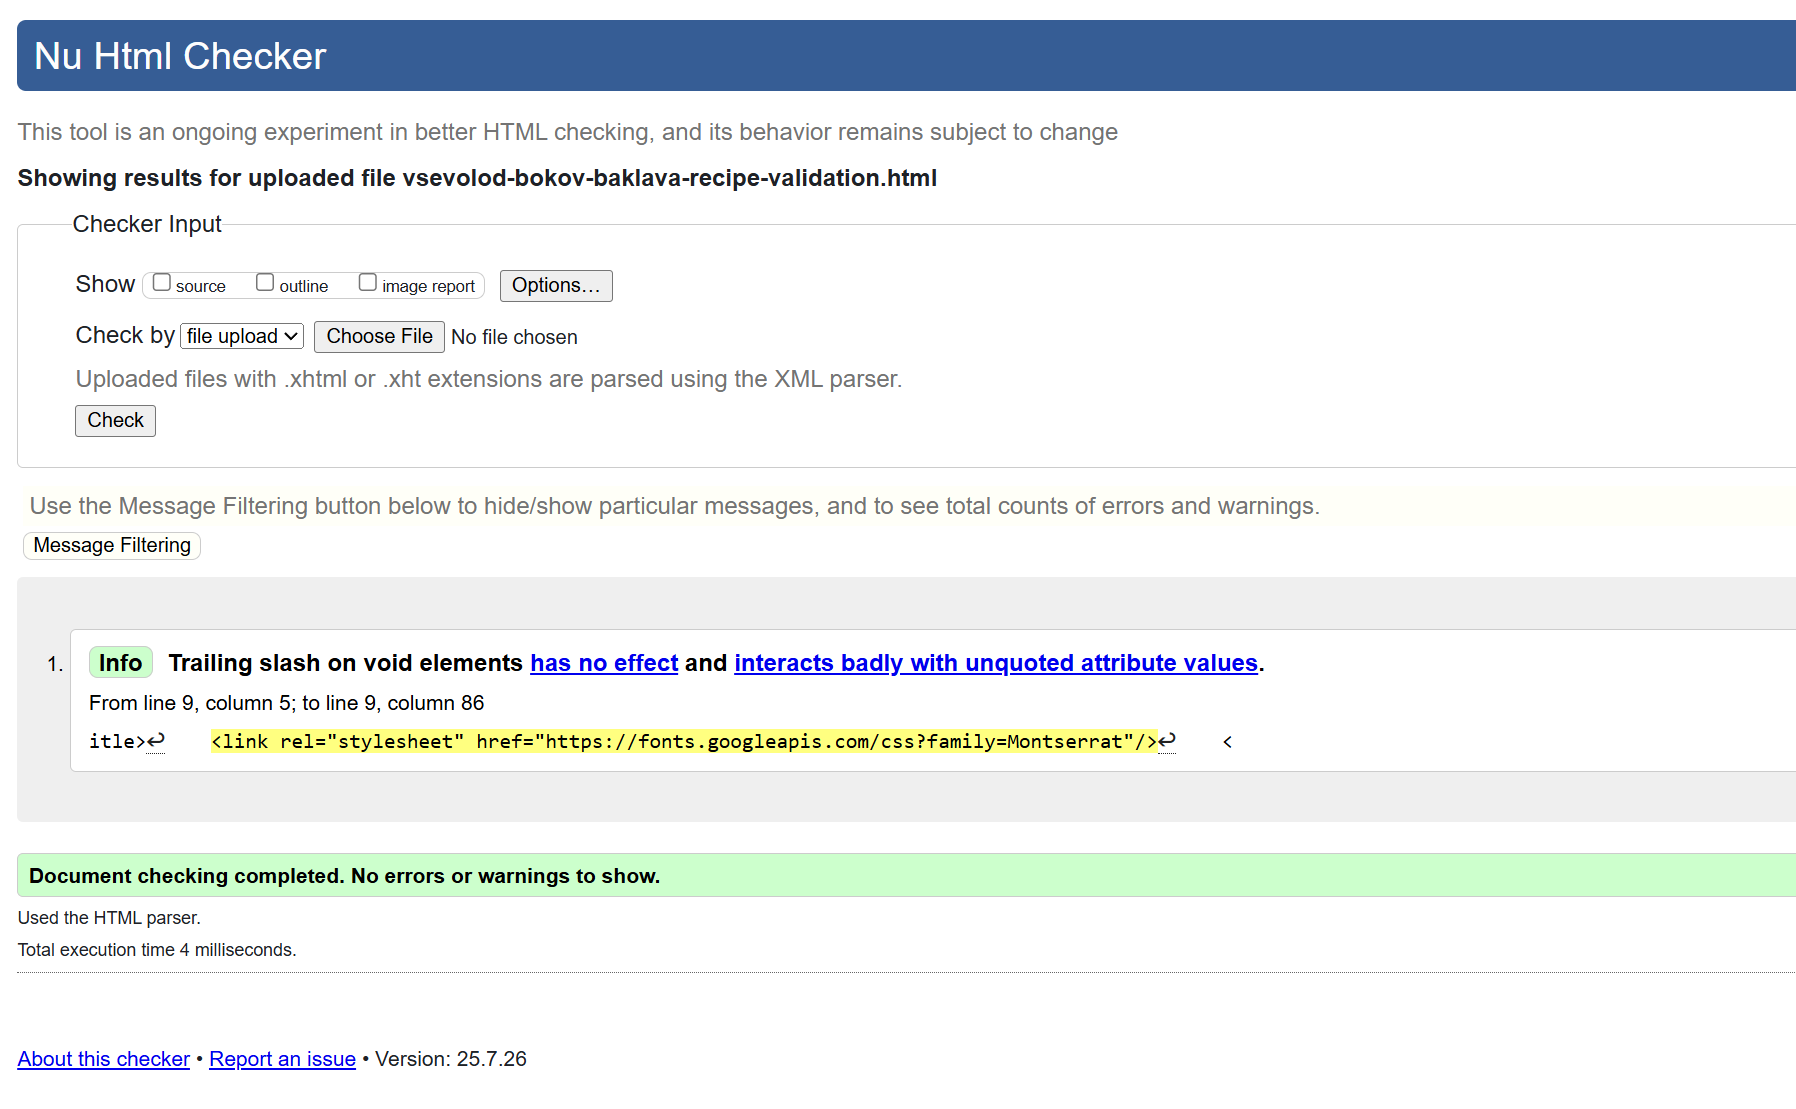 Nu Html Checker
This tool is an ongoing experiment in better HTML checking, and its behavior remains subject to change
Showing results for uploaded file vsevolod-bokov-baklava-recipe-validation.html
Checker Input
Show source outline image report Options...
Check by file upload Choose File No file chosen
Uploaded files with .xhtml or .xht extensions are parsed using the XML parser.
Check
Use the Message Filtering button below to hide/show particular messages, and to see total counts of errors and warnings.
Message Filtering
1. Info Trailing slash on void elements has no effect and interacts badly with unquoted attribute values.
From line 9, column 5; to line 9, column 86
itle>↩ <link rel="stylesheet" href="https://fonts.googleapis.com/css?family=Montserrat"/>↩ <
Document checking completed. No errors or warnings to show.
Used the HTML parser.
Total execution time 4 milliseconds.
About this checker • Report an issue • Version: 25.7.26